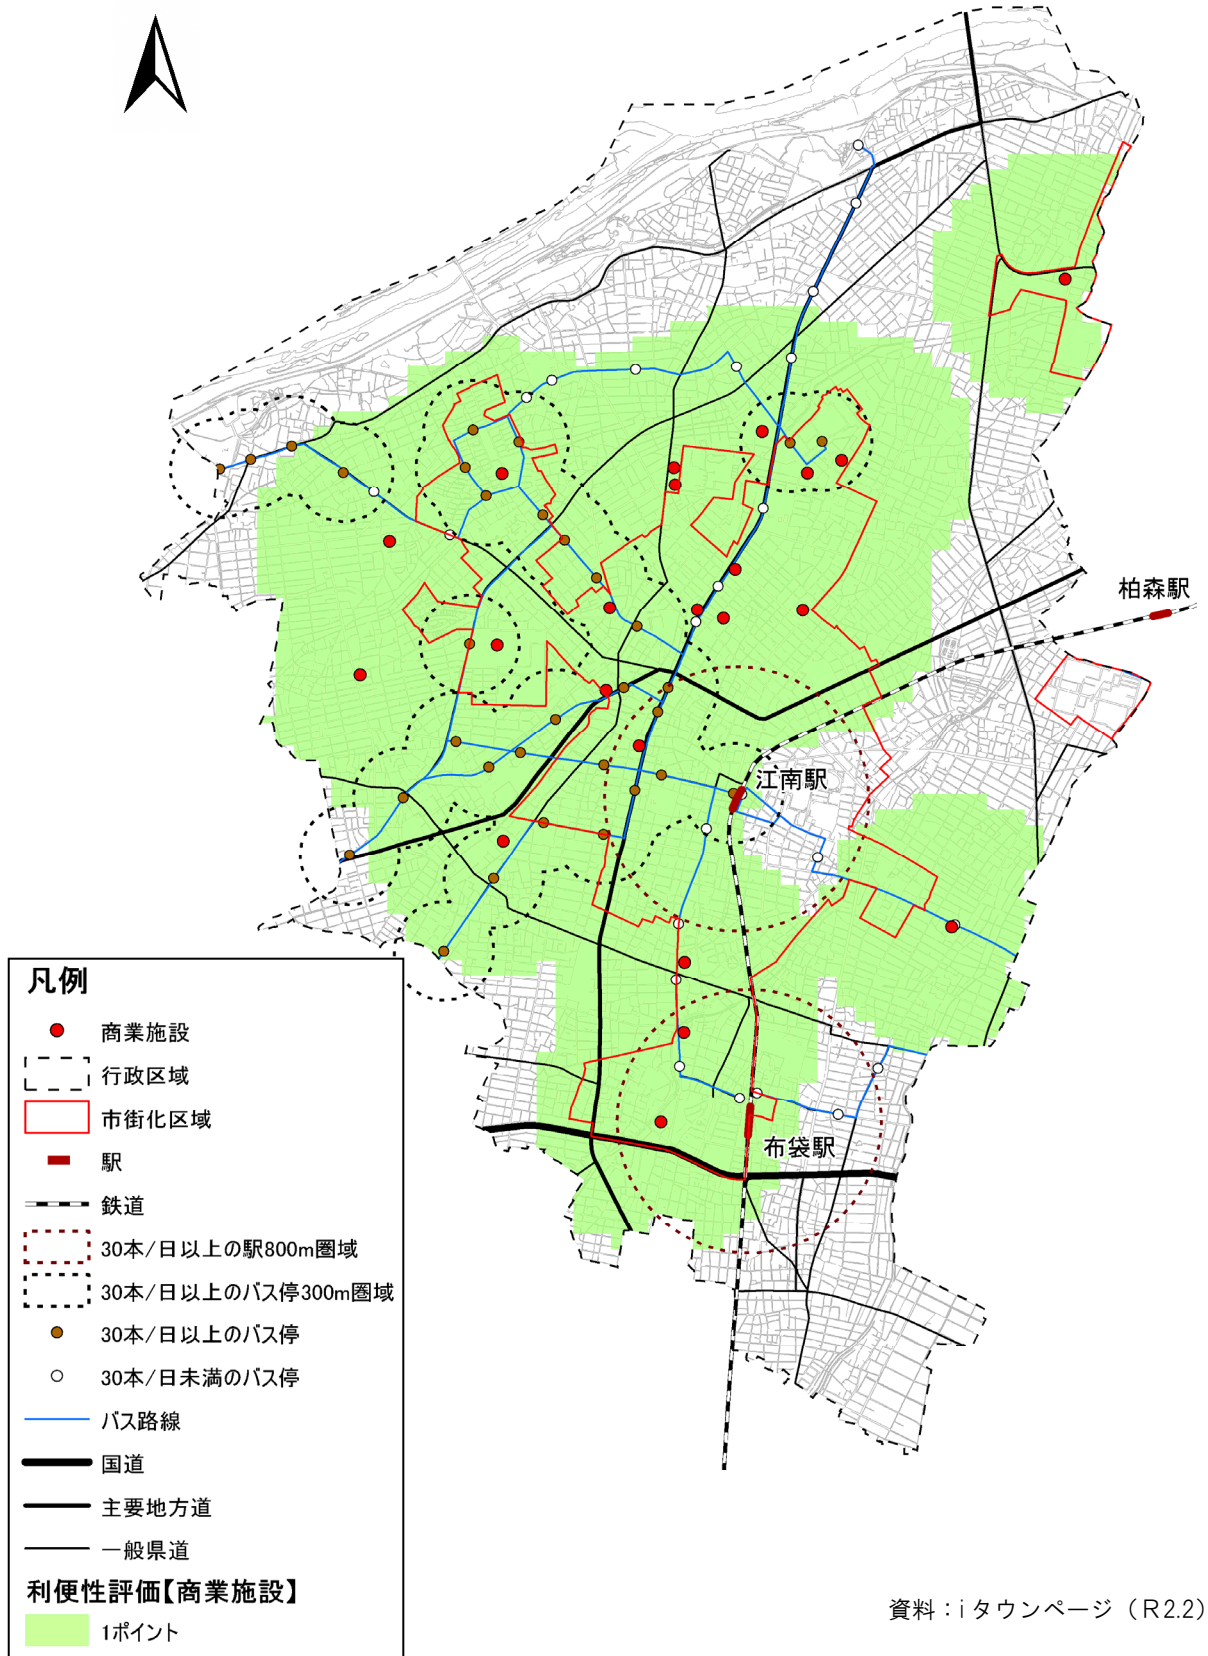 柏森駅
江南駅
布袋駅
凡例
商業施設
行政区域
市街化区域
駅
鉄道
30本/日以上の駅800m圏域
30本/日以上のバス停300m圏域
30本/日以上のバス停
30本/日未満のバス停
バス路線
国道
主要地方道
一般県道
利便性評価【商業施設】
1ポイント
資料：iタウンページ（R2.2）